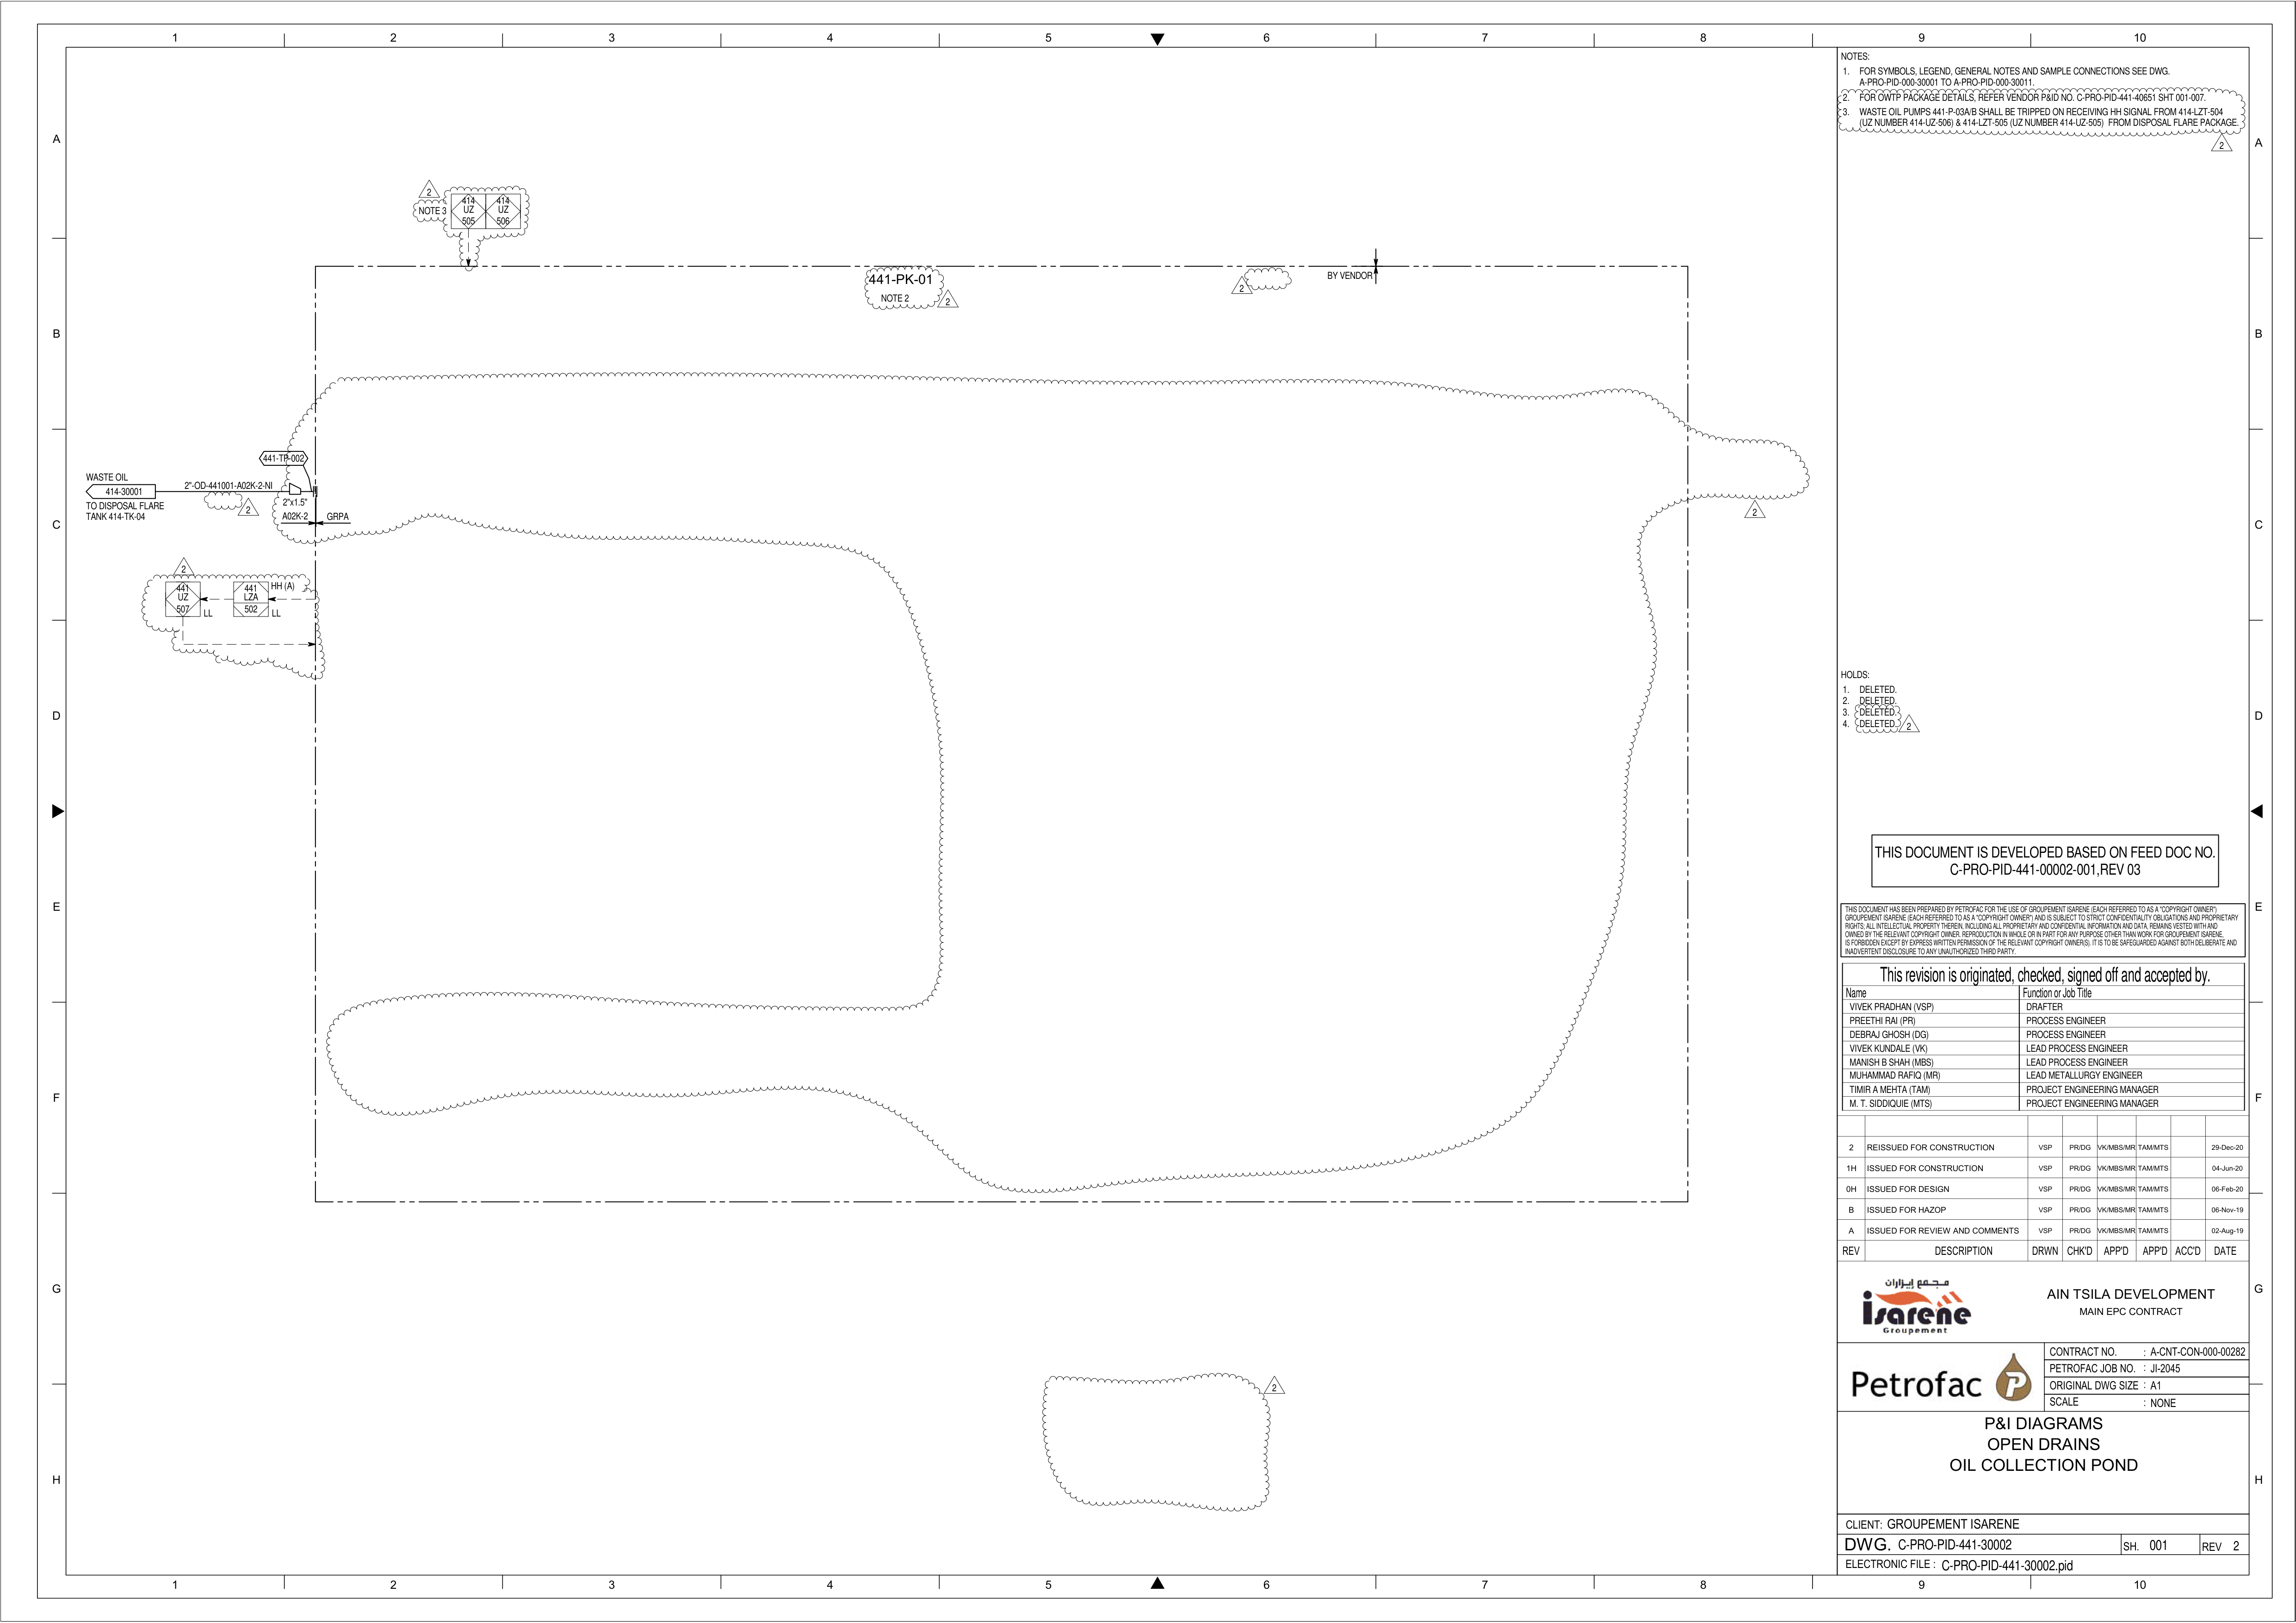 1 2 3 4 5 6 7 8 9 10
A
B
C
D
E
F
G
H
2
NOTE 3
414
UZ
505
414
UZ
506
441-PK-01
NOTE 2
2
2
BY VENDOR
441-TP-002
WASTE OIL
414-30001
TO DISPOSAL FLARE
TANK 414-TK-04
2"-OD-441001-A02K-2-NI
2
2"x1.5"
A02K-2
GRPA
2
2
441
UZ
507
LL
441
LZA
502
HH (A)
LL
2
NOTES:
1. FOR SYMBOLS, LEGEND, GENERAL NOTES AND SAMPLE CONNECTIONS SEE DWG.
A-PRO-PID-000-30001 TO A-PRO-PID-000-30011.
2. FOR OWTP PACKAGE DETAILS, REFER VENDOR P&ID NO. C-PRO-PID-441-40651 SHT 001-007.
3. WASTE OIL PUMPS 441-P-03A/B SHALL BE TRIPPED ON RECEIVING HH SIGNAL FROM 414-LZT-504
(UZ NUMBER 414-UZ-506) & 414-LZT-505 (UZ NUMBER 414-UZ-505) FROM DISPOSAL FLARE PACKAGE.
2
HOLDS:
1. DELETED.
2. DELETED.
3. DELETED.
4. DELETED.
2
THIS DOCUMENT IS DEVELOPED BASED ON FEED DOC NO.
C-PRO-PID-441-00002-001,REV 03
THIS DOCUMENT HAS BEEN PREPARED BY PETROFAC FOR THE USE OF GROUPEMENT ISARENE (EACH REFERRED TO AS A "COPYRIGHT OWNER")
GROUPEMENT ISARENE (EACH REFERRED TO AS A "COPYRIGHT OWNER") AND IS SUBJECT TO STRICT CONFIDENTIALITY OBLIGATIONS AND PROPRIETARY
RIGHTS; ALL INTELLECTUAL PROPERTY THEREIN, INCLUDING ALL PROPRIETARY AND CONFIDENTIAL INFORMATION AND DATA, REMAINS VESTED WITH AND
OWNED BY THE RELEVANT COPYRIGHT OWNER. REPRODUCTION IN WHOLE OR IN PART FOR ANY PURPOSE OTHER THAN WORK FOR GROUPEMENT ISARENE,
IS FORBIDDEN EXCEPT BY EXPRESS WRITTEN PERMISSION OF THE RELEVANT COPYRIGHT OWNER(S). IT IS TO BE SAFEGUARDED AGAINST BOTH DELIBERATE AND
INADVERTENT DISCLOSURE TO ANY UNAUTHORIZED THIRD PARTY.
This revision is originated, checked, signed off and accepted by.
Name Function or Job Title
VIVEK PRADHAN (VSP) DRAFTER
PREETHI RAI (PR) PROCESS ENGINEER
DEBRAJ GHOSH (DG) PROCESS ENGINEER
VIVEK KUNDALE (VK) LEAD PROCESS ENGINEER
MANISH B SHAH (MBS) LEAD PROCESS ENGINEER
MUHAMMAD RAFIQ (MR) LEAD METALLURGY ENGINEER
TIMIR A MEHTA (TAM) PROJECT ENGINEERING MANAGER
M. T. SIDDIQUIE (MTS) PROJECT ENGINEERING MANAGER
2 REISSUED FOR CONSTRUCTION VSP PR/DG VK/MBS/MR TAM/MTS 29-Dec-20
1H ISSUED FOR CONSTRUCTION VSP PR/DG VK/MBS/MR TAM/MTS 04-Jun-20
0H ISSUED FOR DESIGN VSP PR/DG VK/MBS/MR TAM/MTS 06-Feb-20
B ISSUED FOR HAZOP VSP PR/DG VK/MBS/MR TAM/MTS 06-Nov-19
A ISSUED FOR REVIEW AND COMMENTS VSP PR/DG VK/MBS/MR TAM/MTS 02-Aug-19
REV DESCRIPTION DRWN CHK'D APP'D APP'D ACC'D DATE
مجمع إيزاران
isarene
Groupement
AIN TSILA DEVELOPMENT
MAIN EPC CONTRACT
Petrofac P
CONTRACT NO. : A-CNT-CON-000-00282
PETROFAC JOB NO. : JI-2045
ORIGINAL DWG SIZE : A1
SCALE : NONE
P&I DIAGRAMS
OPEN DRAINS
OIL COLLECTION POND
CLIENT: GROUPEMENT ISARENE
DWG. C-PRO-PID-441-30002 SH. 001 REV 2
ELECTRONIC FILE : C-PRO-PID-441-30002.pid
A
B
C
D
E
F
G
H
1 2 3 4 5 6 7 8 9 10